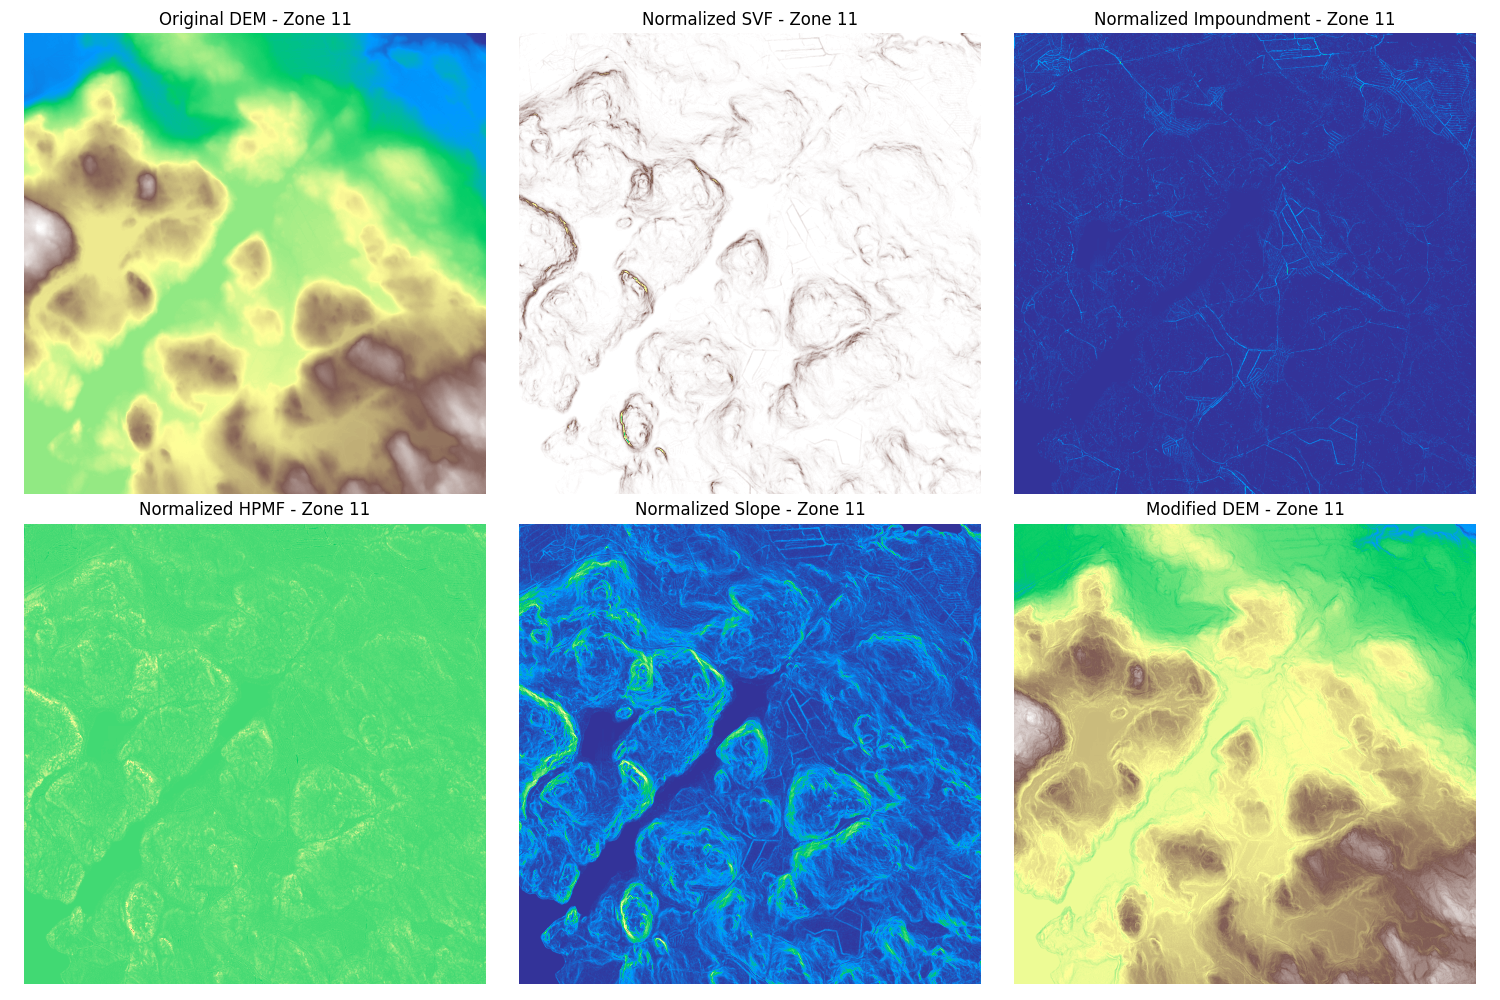 Original DEM - Zone 11
Normalized SVF - Zone 11
Normalized Impoundment - Zone 11
Normalized HPMF - Zone 11
Normalized Slope - Zone 11
Modified DEM - Zone 11